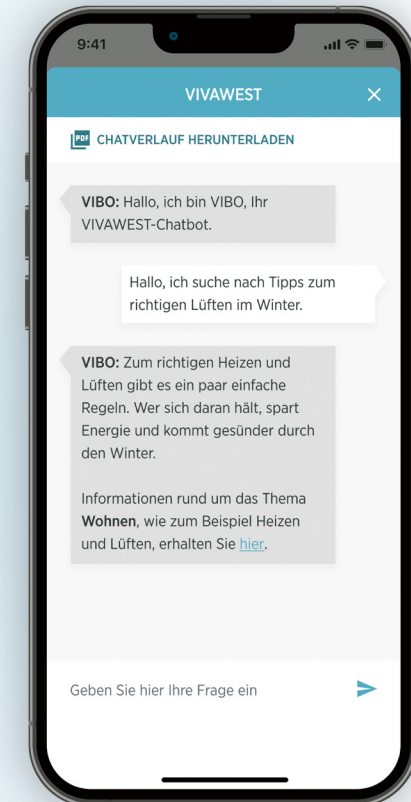 9:41
VIVAWEST
PDF CHATVERLAUF HERUNTERLADEN
VIBO: Hallo, ich bin VIBO, Ihr
VIVAWEST-Chatbot.
Hallo, ich suche nach Tipps zum
richtigen Lüften im Winter.
VIBO: Zum richtigen Heizen und
Lüften gibt es ein paar einfache
Regeln. Wer sich daran hält, spart
Energie und kommt gesünder durch
den Winter.
Informationen rund um das Thema
Wohnen, wie zum Beispiel Heizen
und Lüften, erhalten Sie hier.
Geben Sie hier Ihre Frage ein